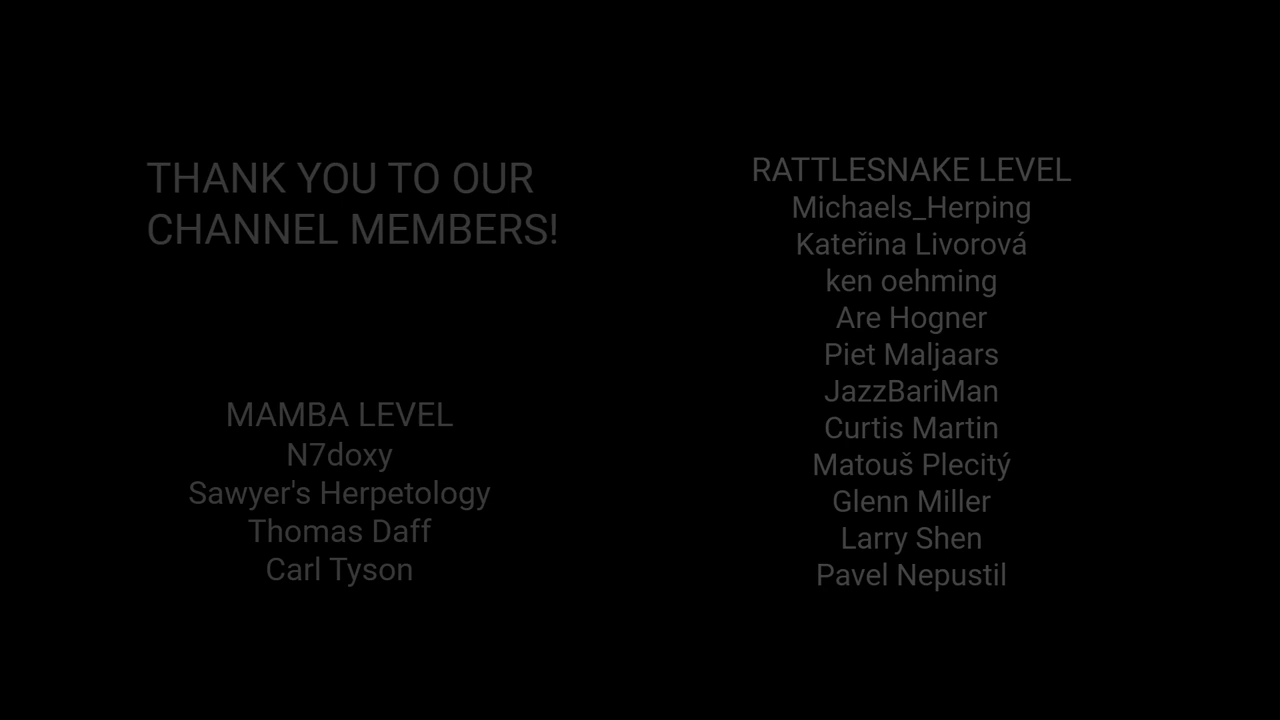 THANK YOU TO OUR
CHANNEL MEMBERS!
MAMBA LEVEL
N7doxy
Sawyer's Herpetology
Thomas Daff
Carl Tyson
RATTLESNAKE LEVEL
Michaels_Herping
Kateřina Livorová
ken oehming
Are Hogner
Piet Maljaars
JazzBariMan
Curtis Martin
Matouš Plecitý
Glenn Miller
Larry Shen
Pavel Nepustil